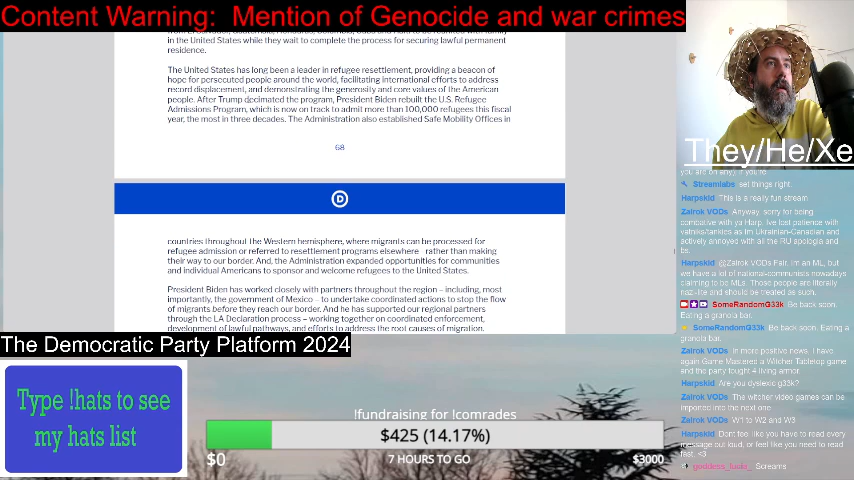 Content Warning: Mention of Genocide and war crimes
in the United States while they wait to complete the process for securing lawful permanent
residence.
The United States has long been a leader in refugee resettlement, providing a beacon of
hope for persecuted people around the world, facilitating international efforts to address
record displacement, and demonstrating the generosity and core values of the American
people. After Trump decimated the program, President Biden rebuilt the U.S. Refugee
Admissions Program, which is now on track to admit more than 100,000 refugees this fiscal
year, the most in three decades. The Administration also established Safe Mobility Offices in
68
D
countries throughout the Western hemisphere, where migrants can be processed for
refugee admission or referred to resettlement programs elsewhere rather than making
their way to our border. And, the Administration expanded opportunities for communities
and individual Americans to sponsor and welcome refugees to the United States.
President Biden has worked closely with partners throughout the region – including, most
importantly, the government of Mexico – to undertake coordinated actions to stop the flow
of migrants before they reach our border. And he has supported our regional partners
through the LA Declaration process – working together on coordinated enforcement,
development of lawful pathways, and efforts to address the root causes of migration.
The Democratic Party Platform 2024
Type !hats to see
my hats list
!fundraising for !comrades
$425 (14.17%)
$0
7 HOURS TO GO
$3000
They/He/Xe
you are on any) if you're
Streamlabs set things right.
Harpskid This is a really fun stream
Zairok VODs Anyway, sorry for being
combative with ya Harp. Ive lost patience with
vatniks/tankies as Im Ukrainian-Canadian and
actively annoyed with all the RU apologia and
bs.
Harpskid @Zairok VODs Fair, im an ML, but
we have a lot of national-communists nowadays
claiming to be MLs. Those people are literally
nazi-lite and should be treated as such.
SomeRandomG33k Be back soon.
Eating a granola bar.
SomeRandomG33k Be back soon. Eating a
granola bar.
Zairok VODs In more positive news, I have
again Game Mastered a Witcher Tabletop game
and the party fought 4 living armor.
Harpskid Are you dyslexic g33k?
Zairok VODs The witcher video games can be
imported into the next one
Zairok VODs W1 to W2 and W3
Harpskid Dont feel like you have to read every
message out loud, or feel like you need to read
fast, <3
Screams